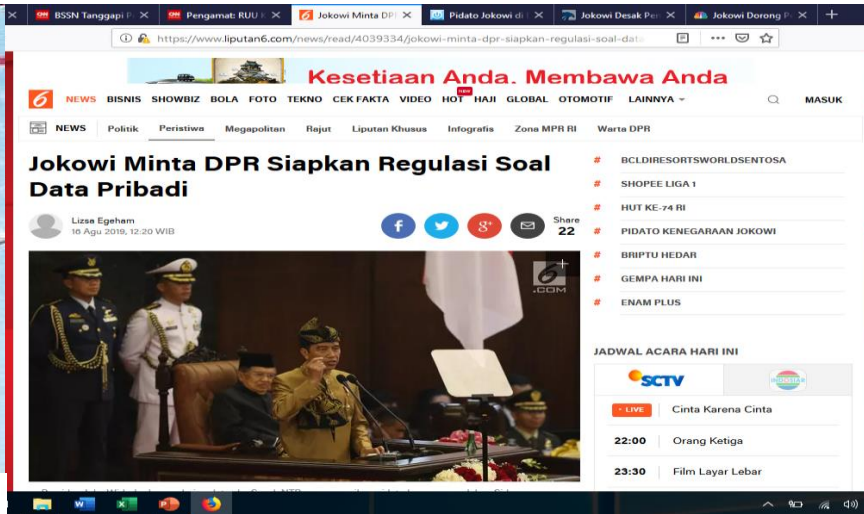 BSSN Tanggapi P
Pengamat: RUU K
Jokowi Minta DP
Pidato Jokowi di
Jokowi Desak Per
Jokowi Dorong P
https://www.liputan6.com/news/read/4039334/jokowi-minta-dpr-siapkan-regulasi-soal-data
Kesetiaan Anda. Membawa Anda
6 NEWS BISNIS SHOWBIZ BOLA FOTO TEKNO CEK FAKTA VIDEO HOT HAJI GLOBAL OTOMOTIF LAINNYA MASUK
NEWS Politik Peristiwa Megapolitan Rajut Liputan Khusus Infografis Zona MPR RI Warta DPR
Jokowi Minta DPR Siapkan Regulasi Soal
Data Pribadi
Lizsa Egeham
16 Agu 2019, 12:20 WIB
f
g+
Share
22
6
.COM
# BCLDIRESORTSWORLDSENTOSA
# SHOPEE LIGA 1
# HUT KE-74 RI
# PIDATO KENEGARAAN JOKOWI
# BRIPTU HEDAR
# GEMPA HARI INI
# ENAM PLUS
JADWAL ACARA HARI INI
SCTV
INDOSIAR
• LIVE Cinta Karena Cinta
22:00 Orang Ketiga
23:30 Film Layar Lebar